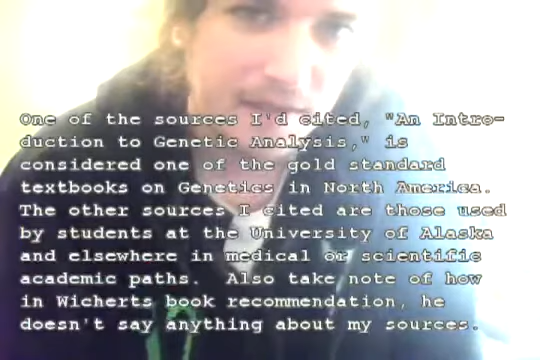 One of the sources I'd cited, "An Intro-
duction to Genetic Analysis," is
considered one of the gold standard
textbooks on Genetics in North America.
The other sources I cited are those used
by students at the University of Alaska
and elsewhere in medical or scientific
academic paths.  Also take note of how
in Wicherts book recommendation, he
doesn't say anything about my sources.